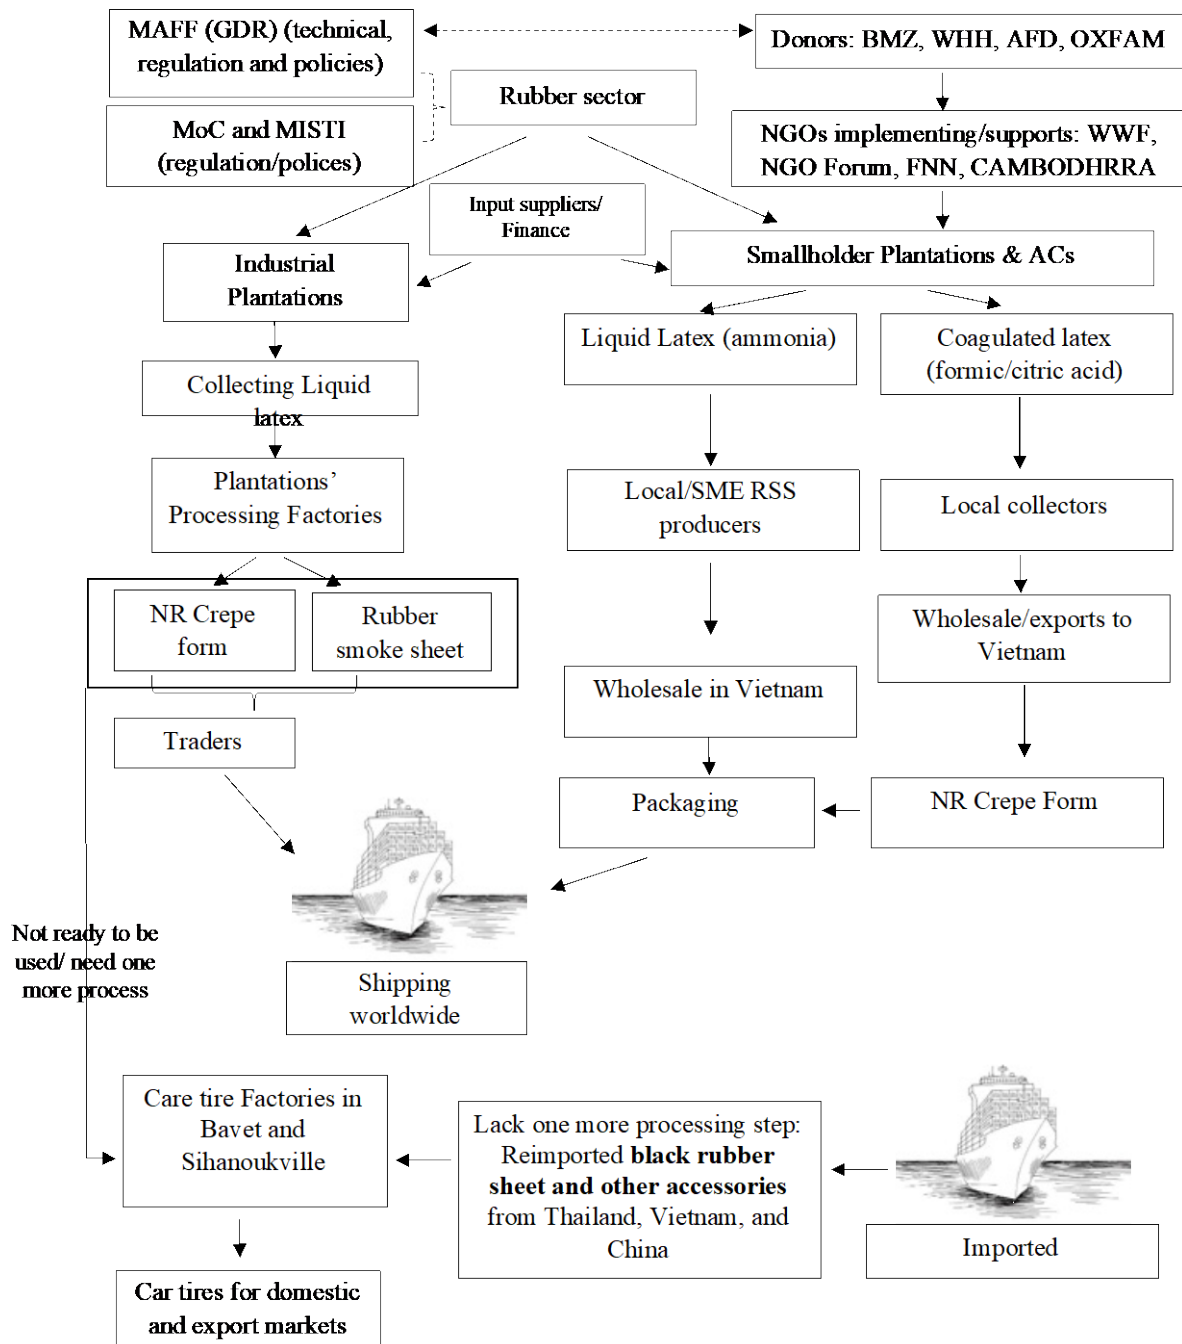 MAFF (GDR) (technical,
regulation and policies)
Donors: BMZ, WHH, AFD, OXFAM
Rubber sector
MoC and MISTI
(regulation/polices)
NGOs implementing/supports: WWF,
NGO Forum, FNN, CAMBODHRRA
Input suppliers/
Finance
Industrial
Plantations
Smallholder Plantations & ACs
Liquid Latex (ammonia)
Coagulated latex
(formic/citric acid)
Collecting Liquid
latex
Plantations’
Processing Factories
Local/SME RSS
producers
Local collectors
NR Crepe
form
Rubber
smoke sheet
Wholesale/exports to
Vietnam
Wholesale in Vietnam
Traders
Packaging
NR Crepe Form
Not ready to be
used/ need one
more process
Shipping
worldwide
Care tire Factories in
Bavet and
Sihanoukville
Lack one more processing step:
Reimported black rubber
sheet and other accessories
from Thailand, Vietnam, and
China
Imported
Car tires for domestic
and export markets